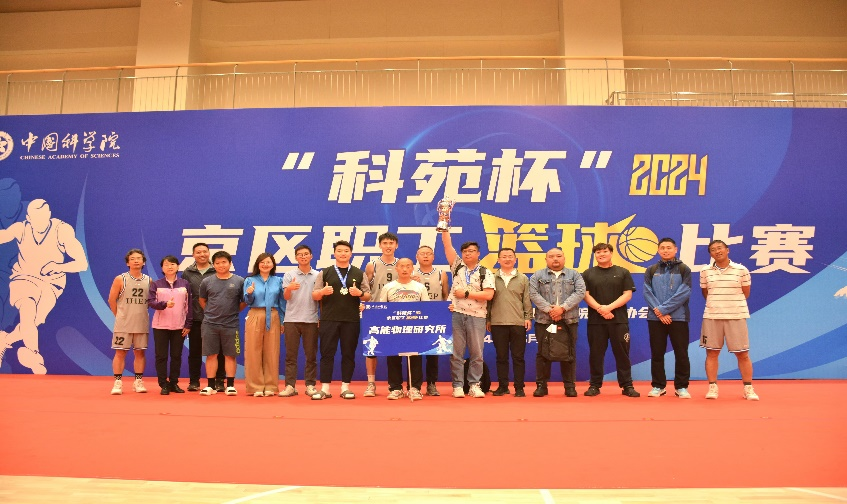 中国科学院
CHINESE ACADEMY OF SCIENCES
“科苑杯”2024
京区职工篮球比赛
高能物理研究所
IHEP
22
9
22